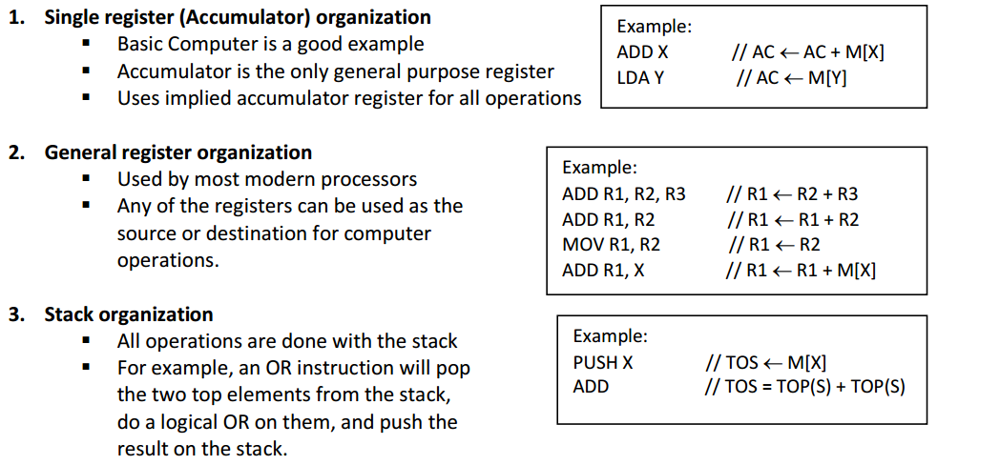 1. Single register (Accumulator) organization
▪ Basic Computer is a good example
▪ Accumulator is the only general purpose register
▪ Uses implied accumulator register for all operations
Example:
ADD X // AC ← AC + M[X]
LDA Y // AC ← M[Y]
2. General register organization
▪ Used by most modern processors
▪ Any of the registers can be used as the
source or destination for computer
operations.
Example:
ADD R1, R2, R3 // R1 ← R2 + R3
ADD R1, R2 // R1 ← R1 + R2
MOV R1, R2 // R1 ← R2
ADD R1, X // R1 ← R1 + M[X]
3. Stack organization
▪ All operations are done with the stack
▪ For example, an OR instruction will pop
the two top elements from the stack,
do a logical OR on them, and push the
result on the stack.
Example:
PUSH X // TOS ← M[X]
ADD // TOS = TOP(S) + TOP(S)